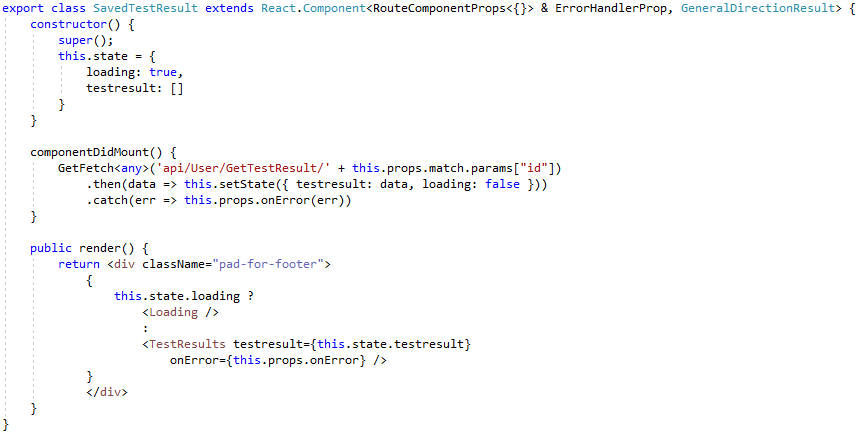 export class SavedTestResult extends React.Component<RouteComponentProps<{}> & ErrorHandlerProp, GeneralDirectionResult> {
    constructor() {
        super();
        this.state = {
            loading: true,
            testresult: []
        }
    }

    componentDidMount() {
        GetFetch<any>('api/User/GetTestResult/' + this.props.match.params["id"])
            .then(data => this.setState({ testresult: data, loading: false }))
            .catch(err => this.props.onError(err))
    }

    public render() {
        return <div className="pad-for-footer">
            {
                this.state.loading ?
                    <Loading />
                    :
                    <TestResults testresult={this.state.testresult}
                        onError={this.props.onError} />
            }
            </div>
    }
}